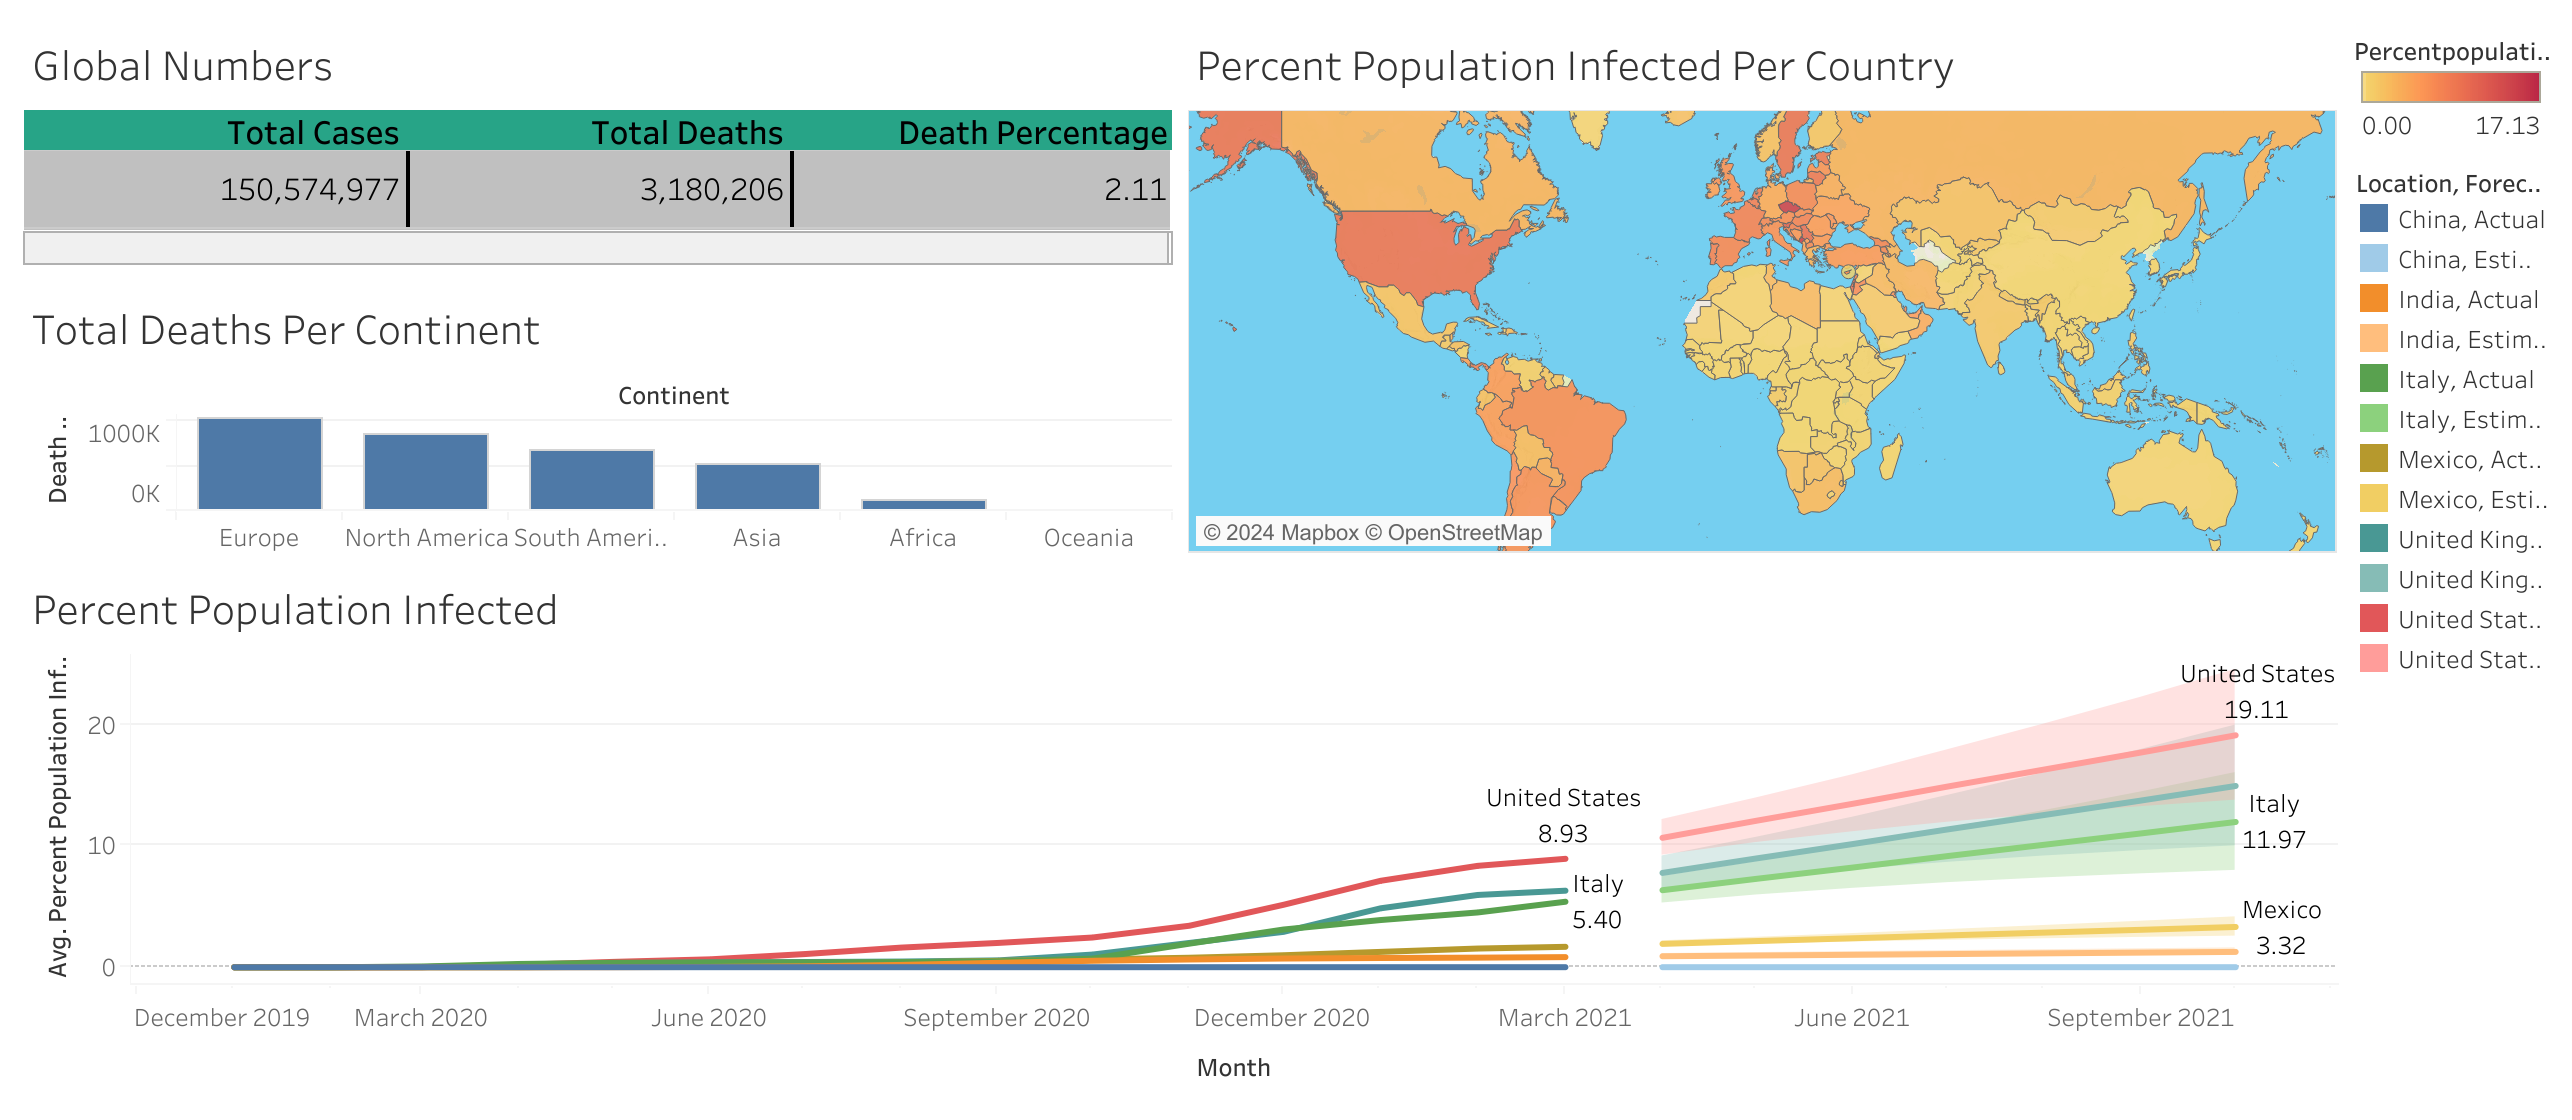 Global Numbers
Total Cases Total Deaths Death Percentage
150,574,977 3,180,206 2.11
Total Deaths Per Continent
Continent
Death ..
1000K
0K
Europe North America South Ameri.. Asia Africa Oceania
Percent Population Infected Per Country
© 2024 Mapbox © OpenStreetMap
Percentpopulati..
0.00 17.13
Location, Forec..
China, Actual
China, Esti..
India, Actual
India, Estim..
Italy, Actual
Italy, Estim..
Mexico, Act..
Mexico, Esti..
United King..
United King..
United Stat..
United Stat..
Percent Population Infected
Avg. Percent Population Inf..
20
10
0
United States
8.93
Italy
5.40
United States
19.11
Italy
11.97
Mexico
3.32
December 2019 March 2020 June 2020 September 2020 December 2020 March 2021 June 2021 September 2021
Month